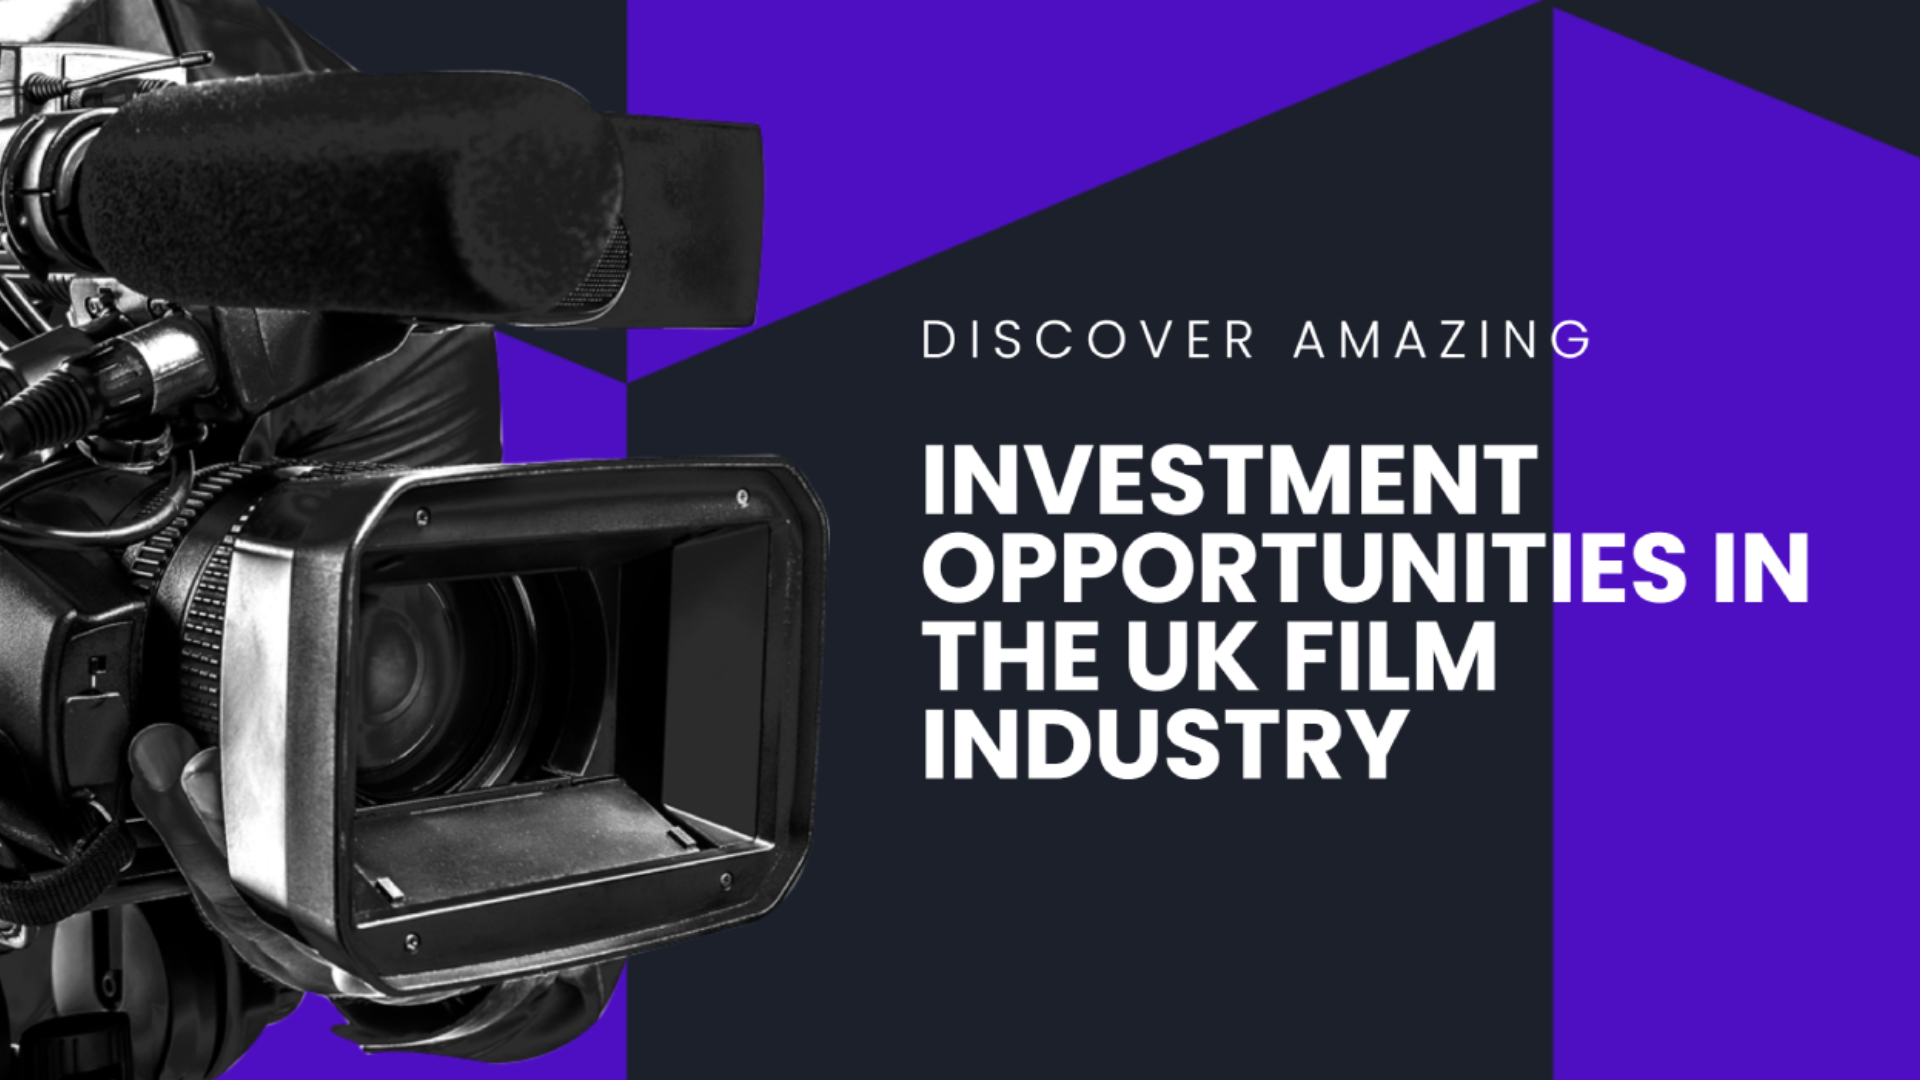 DISCOVER AMAZING
INVESTMENT
OPPORTUNITIES IN
THE UK FILM
INDUSTRY